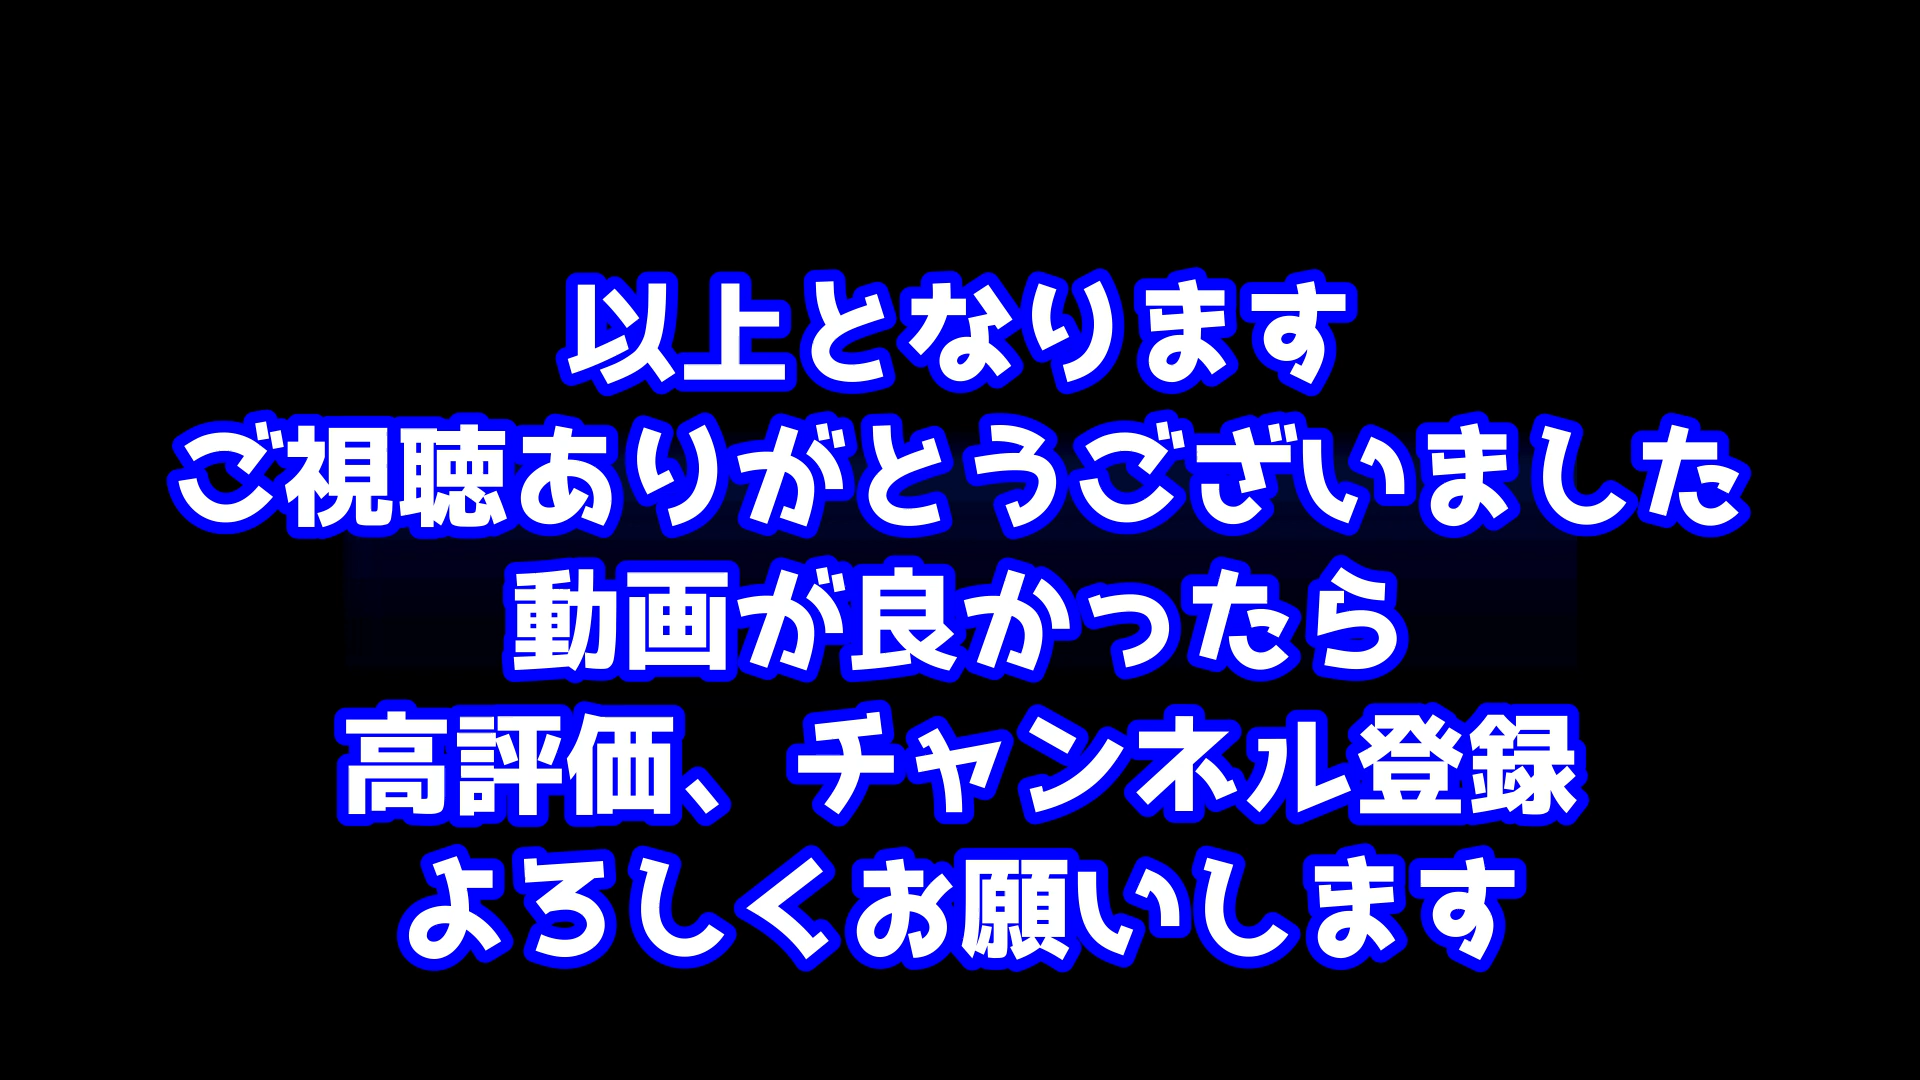 以上となります
ご視聴ありがとうございました
動画が良かったら
高評価、チャンネル登録
よろしくお願いします